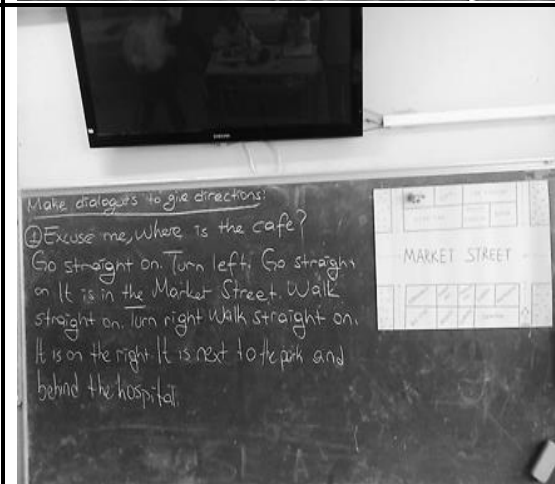 SAMSUNG
Make dialogues to give directions:
① Excuse me, where is the cafe?
Go straight on. Turn left. Go straight
on It is in the Market Street. Walk
straight on. Turn right Walk straight on.
It is on the right. It is next to the park and
behind the hospital.
MARKET STREET